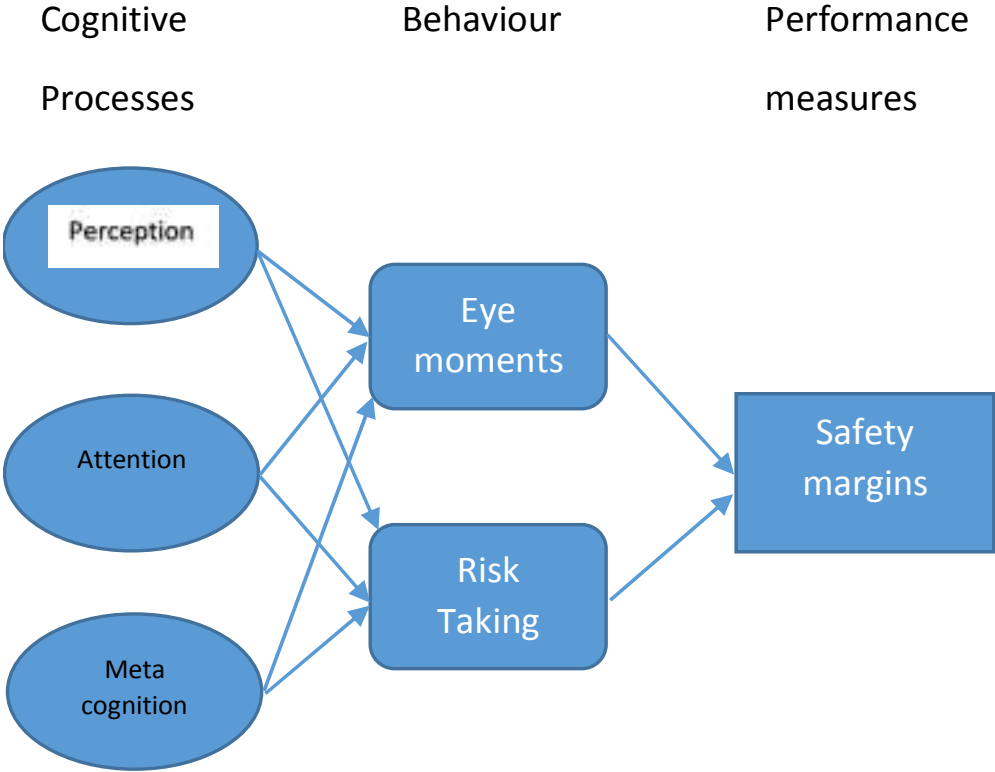 Cognitive
Processes
Behaviour
Performance
measures
Perception
Attention
Meta
cognition
Eye
moments
Risk
Taking
Safety
margins